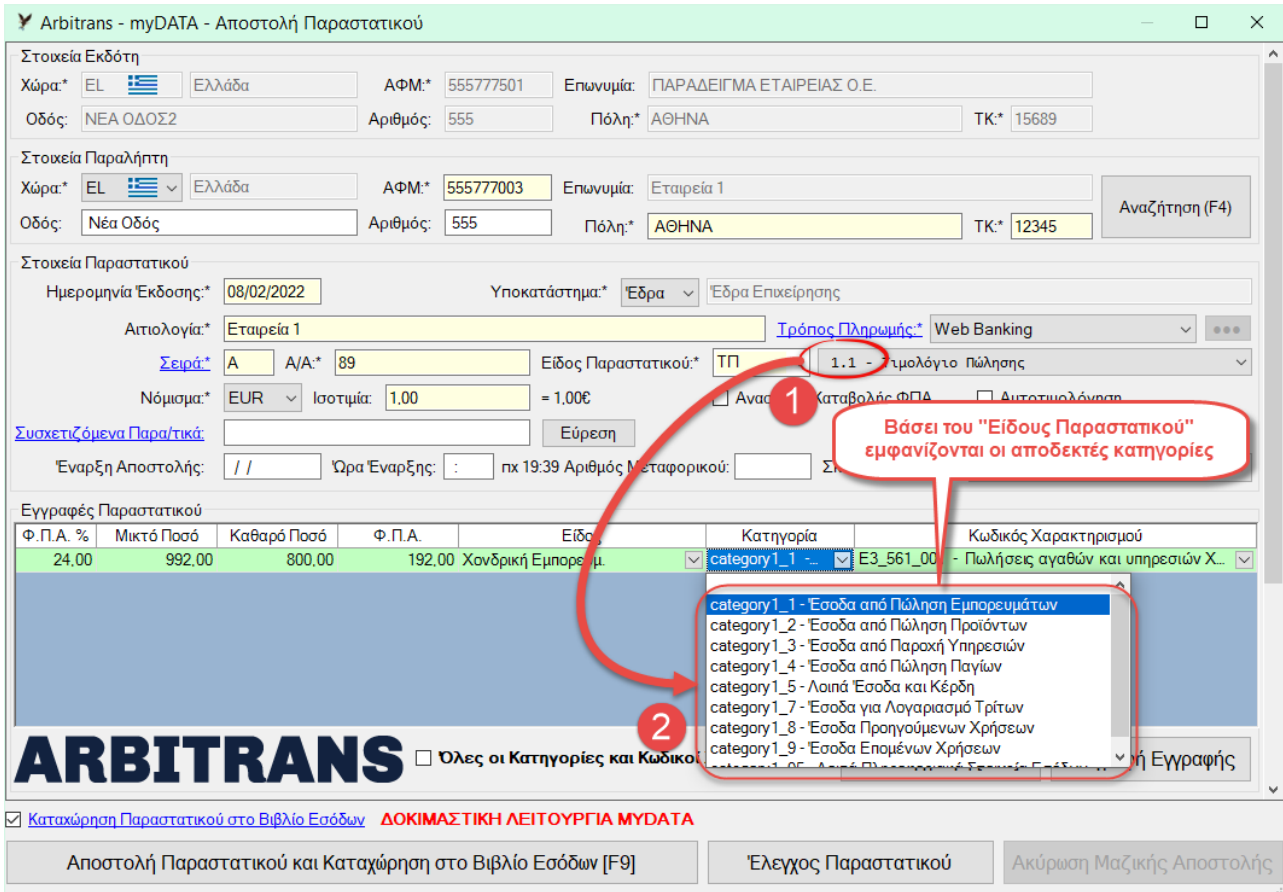 Arbitrans - myDATA - Αποστολή Παραστατικού
Στοιχεία Εκδότη
Χώρα:* EL Ελλάδα ΑΦΜ:* 555777501 Επωνυμία: ΠΑΡΑΔΕΙΓΜΑ ΕΤΑΙΡΕΙΑΣ Ο.Ε.
Οδός: ΝΕΑ ΟΔΟΣ2 Αριθμός: 555 Πόλη:* ΑΘΗΝΑ ΤΚ:* 15689
Στοιχεία Παραλήπτη
Χώρα:* EL Ελλάδα ΑΦΜ:* 555777003 Επωνυμία: Εταιρεία 1
Αναζήτηση (F4)
Οδός: Νέα Οδός Αριθμός: 555 Πόλη:* ΑΘΗΝΑ ΤΚ:* 12345
Στοιχεία Παραστατικού
Ημερομηνία Έκδοσης:* 08/02/2022 Υποκατάστημα:* Έδρα Έδρα Επιχείρησης
Αιτιολογία:* Εταιρεία 1 Τρόπος Πληρωμής:* Web Banking
Σειρά:* Α Α/Α:* 89 Είδος Παραστατικού:* ΤΠ 1.1 - Τιμολόγιο Πώλησης
Νόμισμα:* EUR Ισοτιμία: 1,00 = 1,00€ Καταβολής ΦΠΑ Αυτοτιμολόγηση
1
Βάσει του "Είδους Παραστατικού"
εμφανίζονται οι αποδεκτές κατηγορίες
Συσχετιζόμενα Παρα/τικά: Εύρεση
Έναρξη Αποστολής: / / Ώρα Έναρξης: : πχ 19:39 Αριθμός Μεταφορικού:
Εγγραφές Παραστατικού
Φ.Π.Α. % Μικτό Ποσό Καθαρό Ποσό Φ.Π.Α. Είδος Κατηγορία Κωδικός Χαρακτηρισμού
24,00 992,00 800,00 192,00 Χονδρική Εμπορευμ. category1_1 -... E3_561_00 - Πωλήσεις αγαθών και υπηρεσιών Χ...
category1_1 - Έσοδα από Πώληση Εμπορευμάτων
category1_2 - Έσοδα από Πώληση Προϊόντων
category1_3 - Έσοδα από Παροχή Υπηρεσιών
category1_4 - Έσοδα από Πώληση Παγίων
category1_5 - Λοιπά Έσοδα και Κέρδη
category1_7 - Έσοδα για Λογαριασμό Τρίτων
category1_8 - Έσοδα Προηγούμενων Χρήσεων
category1_9 - Έσοδα Επομένων Χρήσεων
category1_95 - Λοιπά Πληροφοριακά Στοιχεία Εσόδων
2
ARBITRANS Όλες οι Κατηγορίες και Κωδικοί Εγγραφής
Καταχώρηση Παραστατικού στο Βιβλίο Εσόδων ΔΟΚΙΜΑΣΤΙΚΗ ΛΕΙΤΟΥΡΓΙΑ MYDATA
Αποστολή Παραστατικού και Καταχώρηση στο Βιβλίο Εσόδων [F9] Έλεγχος Παραστατικού Ακύρωση Μαζικής Αποστολής